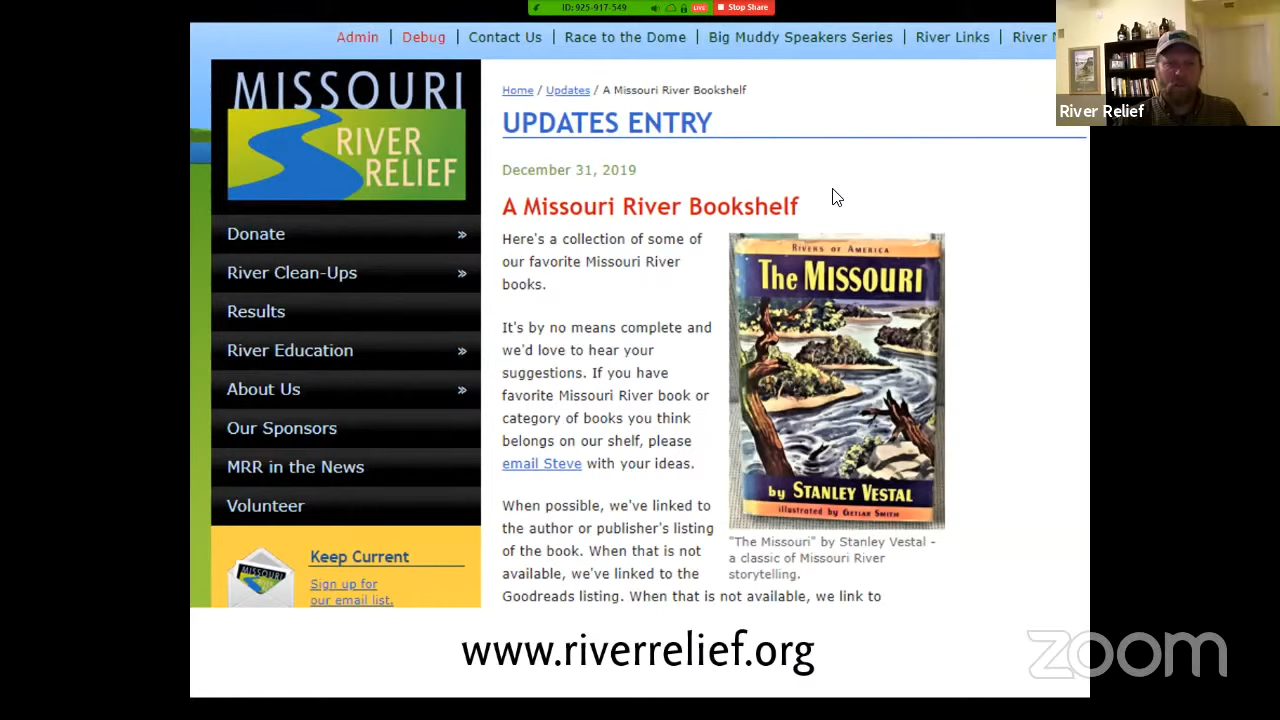 ID: 925-917-549
LIVE
Stop Share
Admin | Debug | Contact Us | Race to the Dome | Big Muddy Speakers Series | River Links | River
River Relief
MISSOURI
RIVER
RELIEF
Donate »
River Clean-Ups »
Results
River Education »
About Us »
Our Sponsors
MRR in the News
Volunteer
MISSOURI
Keep Current
Sign up for
our email list.
Home / Updates / A Missouri River Bookshelf
UPDATES ENTRY
December 31, 2019
A Missouri River Bookshelf
Here's a collection of some of
our favorite Missouri River
books.
It's by no means complete and
we'd love to hear your
suggestions. If you have
favorite Missouri River book or
category of books you think
belongs on our shelf, please
email Steve with your ideas.
When possible, we've linked to
the author or publisher's listing
of the book. When that is not
available, we've linked to the
Goodreads listing. When that is not available, we link to
RIVERS OF AMERICA
The MISSOURI
by STANLEY VESTAL
illustrated by GETLAR SMITH
"The Missouri" by Stanley Vestal -
a classic of Missouri River
storytelling.
www.riverrelief.org
zoom